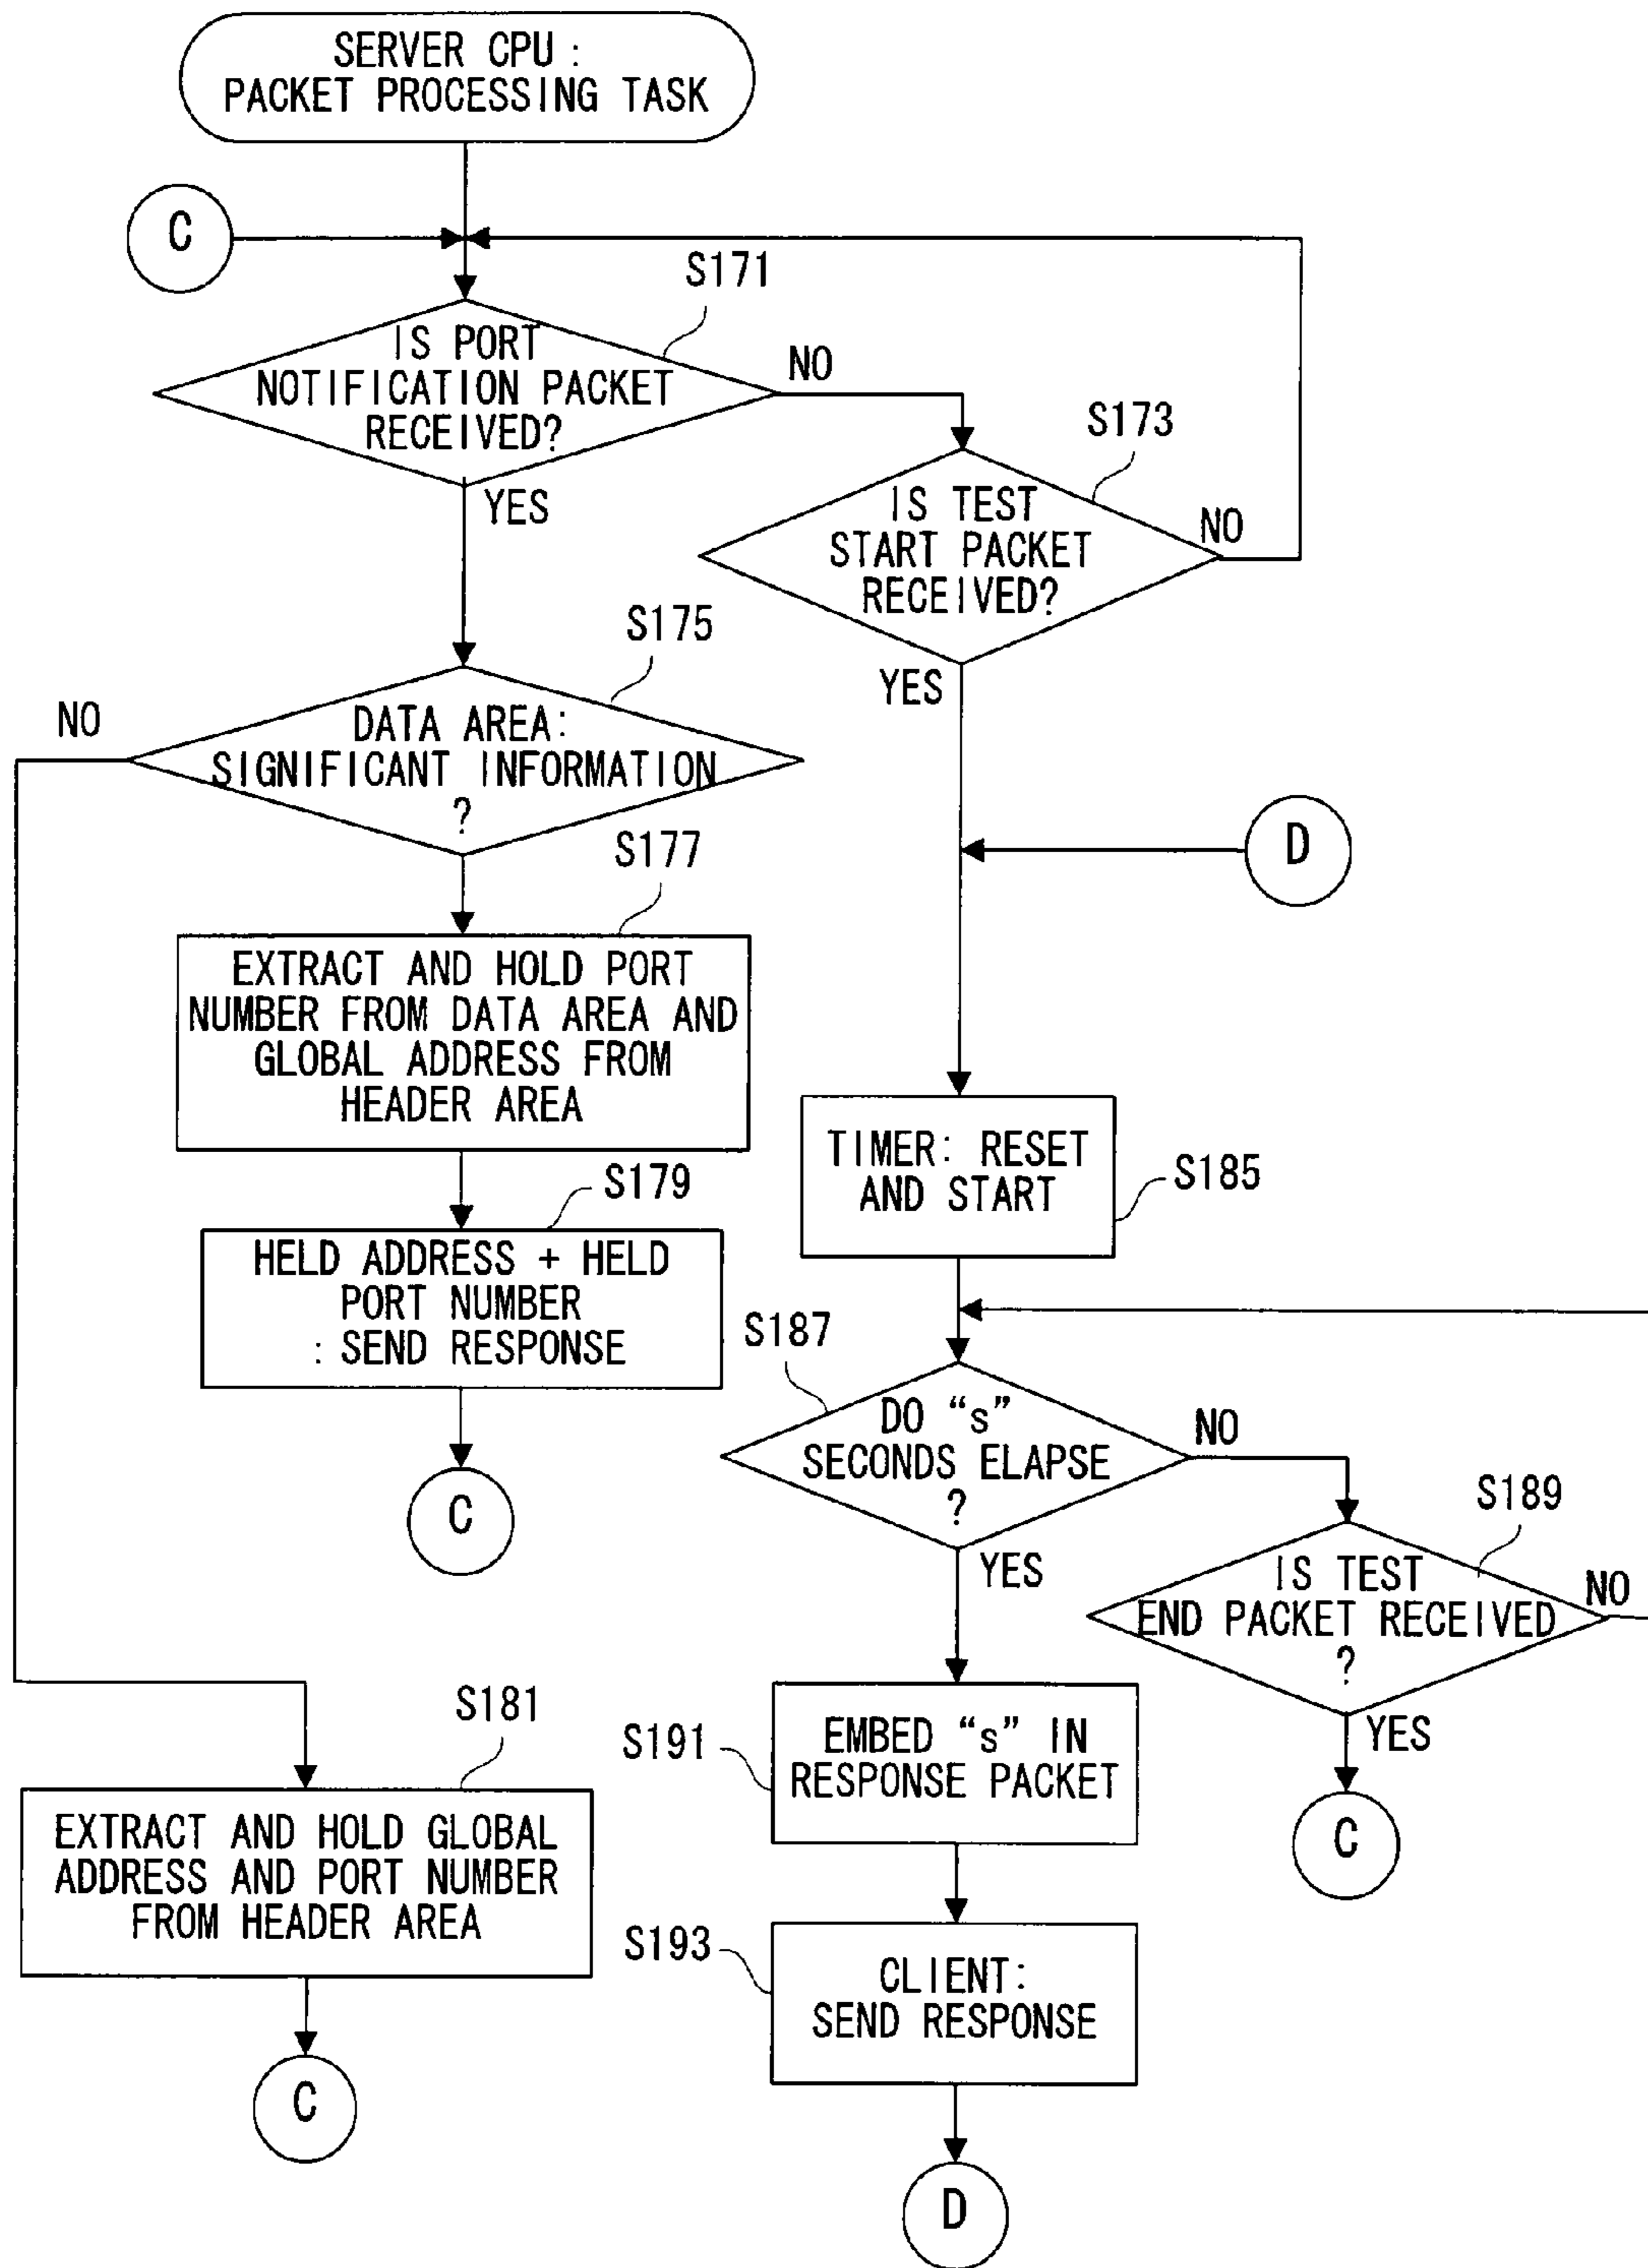 SERVER CPU :
PACKET PROCESSING TASK
C
S171
IS PORT
NOTIFICATION PACKET
RECEIVED?
NO
YES
S173
IS TEST
START PACKET
RECEIVED?
NO
YES
S175
NO
DATA AREA:
SIGNIFICANT INFORMATION
?
D
S177
EXTRACT AND HOLD PORT
NUMBER FROM DATA AREA AND
GLOBAL ADDRESS FROM
HEADER AREA
TIMER: RESET
AND START
S185
S179
HELD ADDRESS + HELD
PORT NUMBER
: SEND RESPONSE
C
S187
DO “s”
SECONDS ELAPSE
?
NO
YES
S189
IS TEST
END PACKET RECEIVED
?
NO
YES
C
S181
EXTRACT AND HOLD GLOBAL
ADDRESS AND PORT NUMBER
FROM HEADER AREA
C
S191
EMBED “s” IN
RESPONSE PACKET
S193
CLIENT:
SEND RESPONSE
D